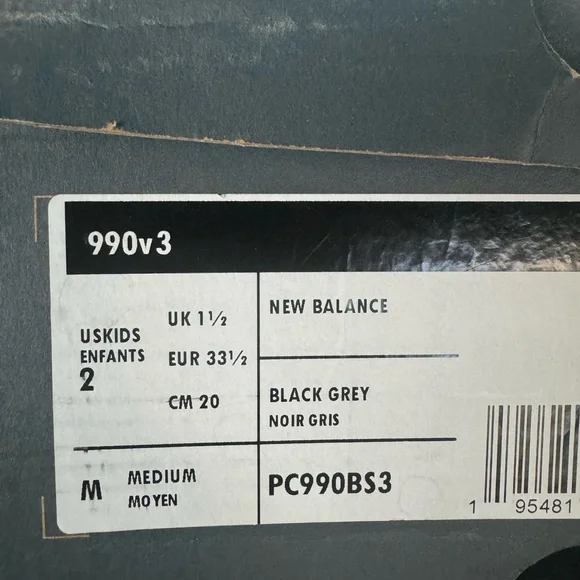 990v3
USKIDS
ENFANTS
2
UK 1½
EUR 33½
CM 20
NEW BALANCE
BLACK GREY
NOIR GRIS
M
MEDIUM
MOYEN
PC990BS3
1 95481